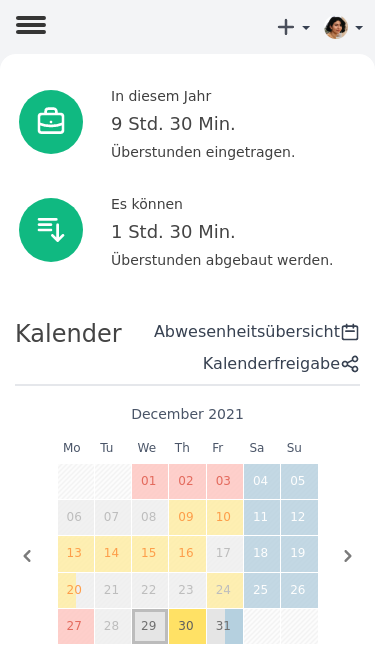 In diesem Jahr
9 Std. 30 Min.
Überstunden eingetragen.
Es können
1 Std. 30 Min.
Überstunden abgebaut werden.
Kalender
Abwesenheitsübersicht
Kalenderfreigabe
December 2021
Mo Tu We Th Fr Sa Su
01 02 03 04 05
06 07 08 09 10 11 12
13 14 15 16 17 18 19
20 21 22 23 24 25 26
27 28 29 30 31